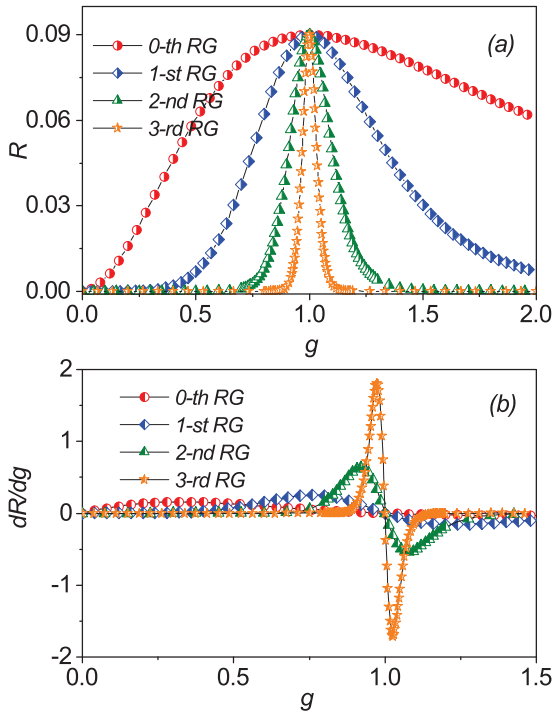 0.09
(a)
0-th RG
1-st RG
2-nd RG
3-rd RG
0.06
R
0.03
0.00
0.0 0.5 1.0 1.5 2.0
g
2
(b)
0-th RG
1-st RG
2-nd RG
3-rd RG
1
dR/dg
0
-1
-2
0.0 0.5 1.0 1.5
g